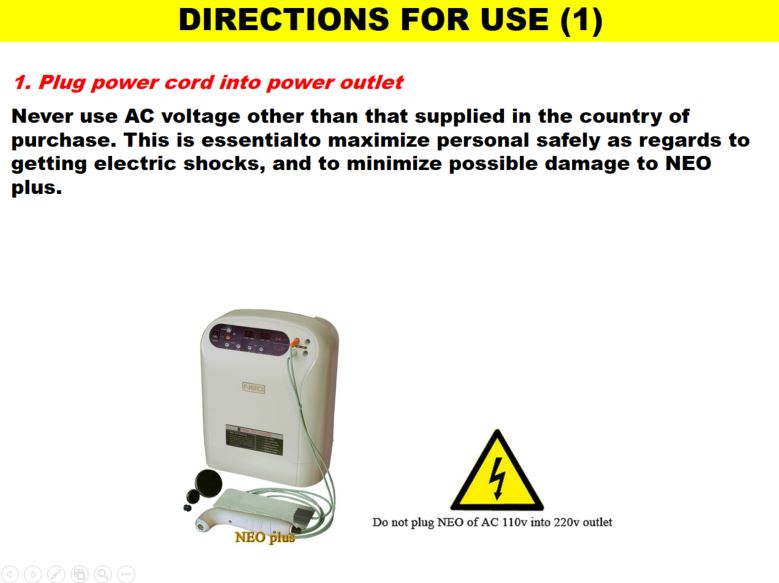 DIRECTIONS FOR USE (1)
1. Plug power cord into power outlet
Never use AC voltage other than that supplied in the country of
purchase. This is essentialto maximize personal safely as regards to
getting electric shocks, and to minimize possible damage to NEO
plus.
NEO
NEO plus
Do not plug NEO of AC 110v into 220v outlet